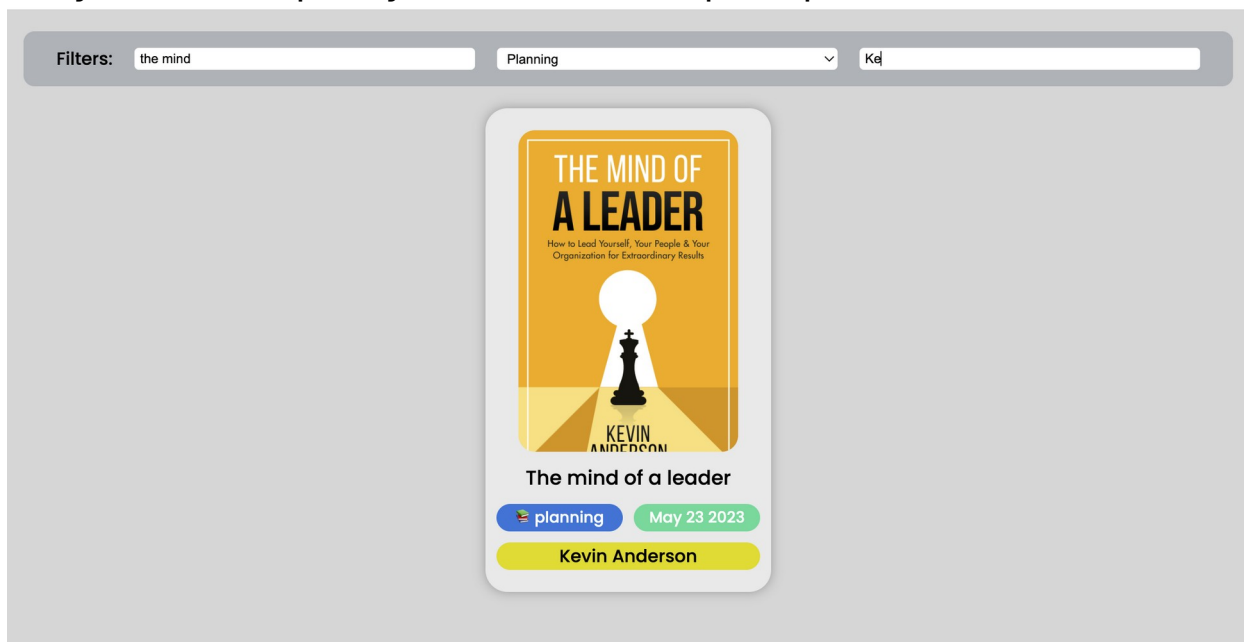 Filters: the mind Planning Ke
THE MIND OF
A LEADER
How to Lead Yourself, Your People & Your
Organization for Extraordinary Results
KEVIN
ANDERSON
The mind of a leader
planning May 23 2023
Kevin Anderson